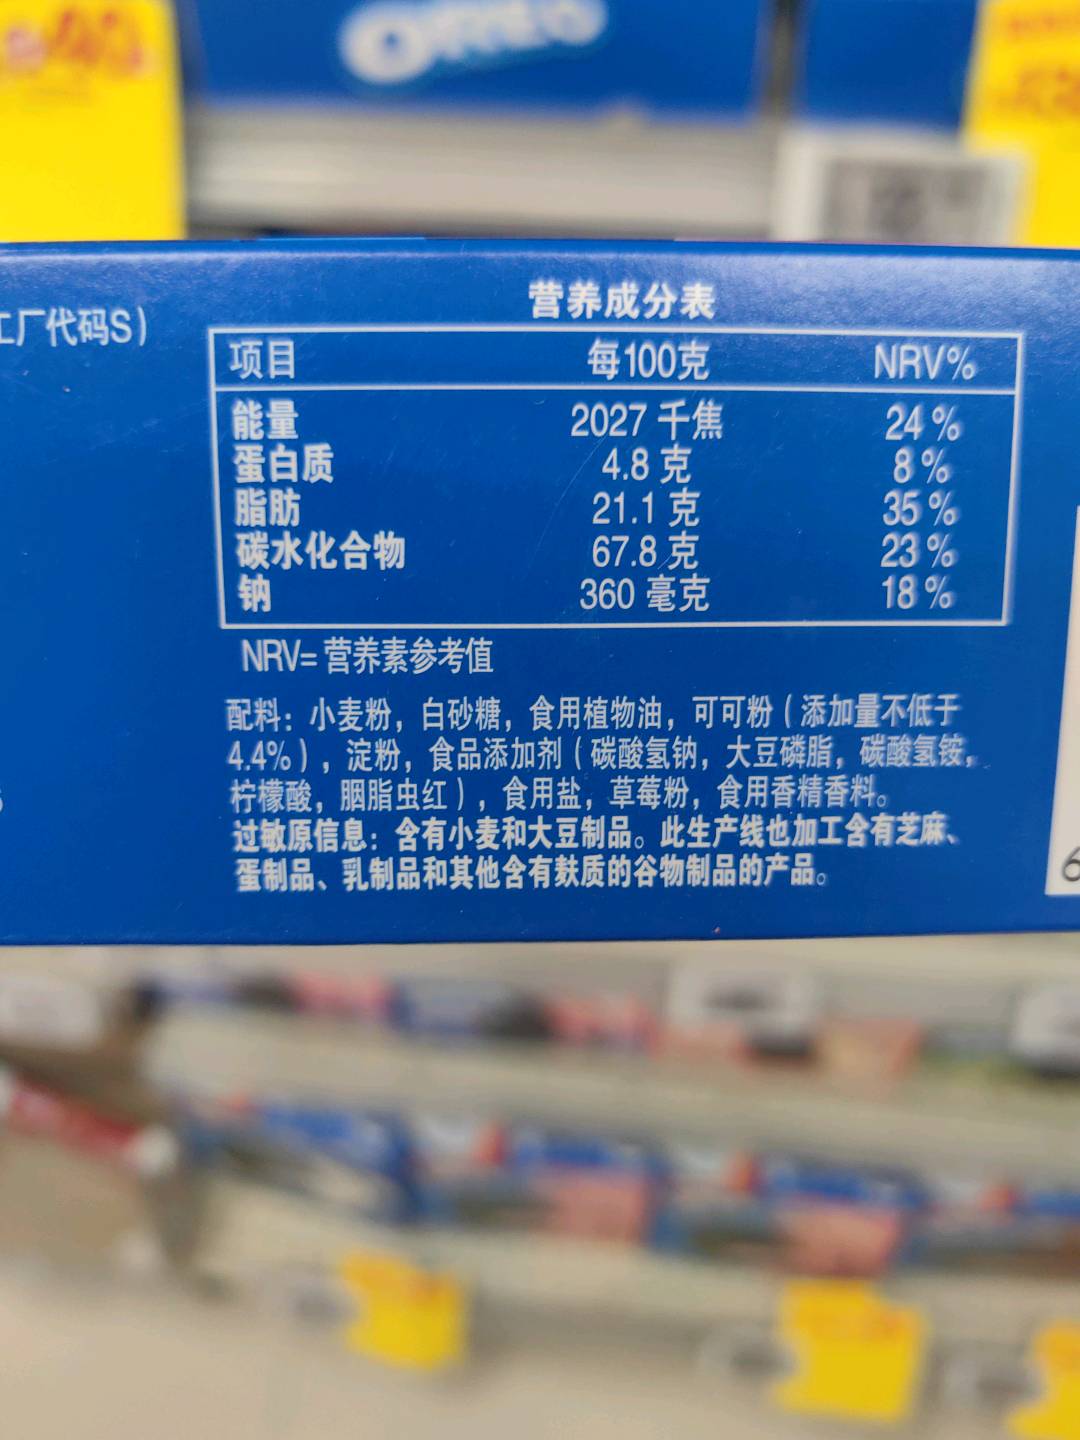 OREO
工厂代码S)
营养成分表
项目 每100克 NRV%
能量 2027 千焦 24 %
蛋白质 4.8 克 8 %
脂肪 21.1 克 35 %
碳水化合物 67.8 克 23 %
钠 360 毫克 18 %
NRV=营养素参考值
配料：小麦粉，白砂糖，食用植物油，可可粉（添加量不低于
4.4%），淀粉，食品添加剂（碳酸氢钠，大豆磷脂，碳酸氢铵，
柠檬酸，胭脂虫红），食用盐，草莓粉，食用香精香料。
过敏原信息：含有小麦和大豆制品。此生产线也加工含有芝麻、
蛋制品、乳制品和其他含有麸质的谷物制品的产品。
6